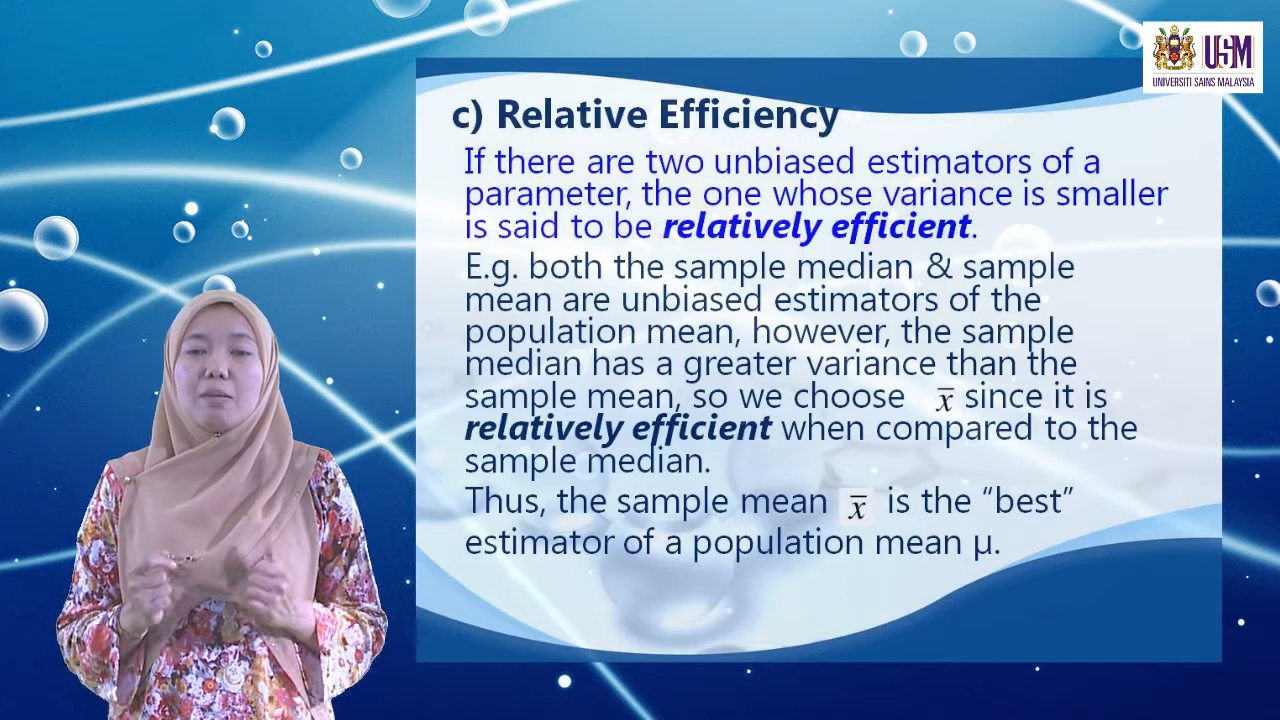 USM
UNIVERSITI SAINS MALAYSIA
c) Relative Efficiency
If there are two unbiased estimators of a
parameter, the one whose variance is smaller
is said to be relatively efficient.
E.g. both the sample median & sample
mean are unbiased estimators of the
population mean, however, the sample
median has a greater variance than the
sample mean, so we choose x̅ since it is
relatively efficient when compared to the
sample median.
Thus, the sample mean x̅ is the “best”
estimator of a population mean µ.